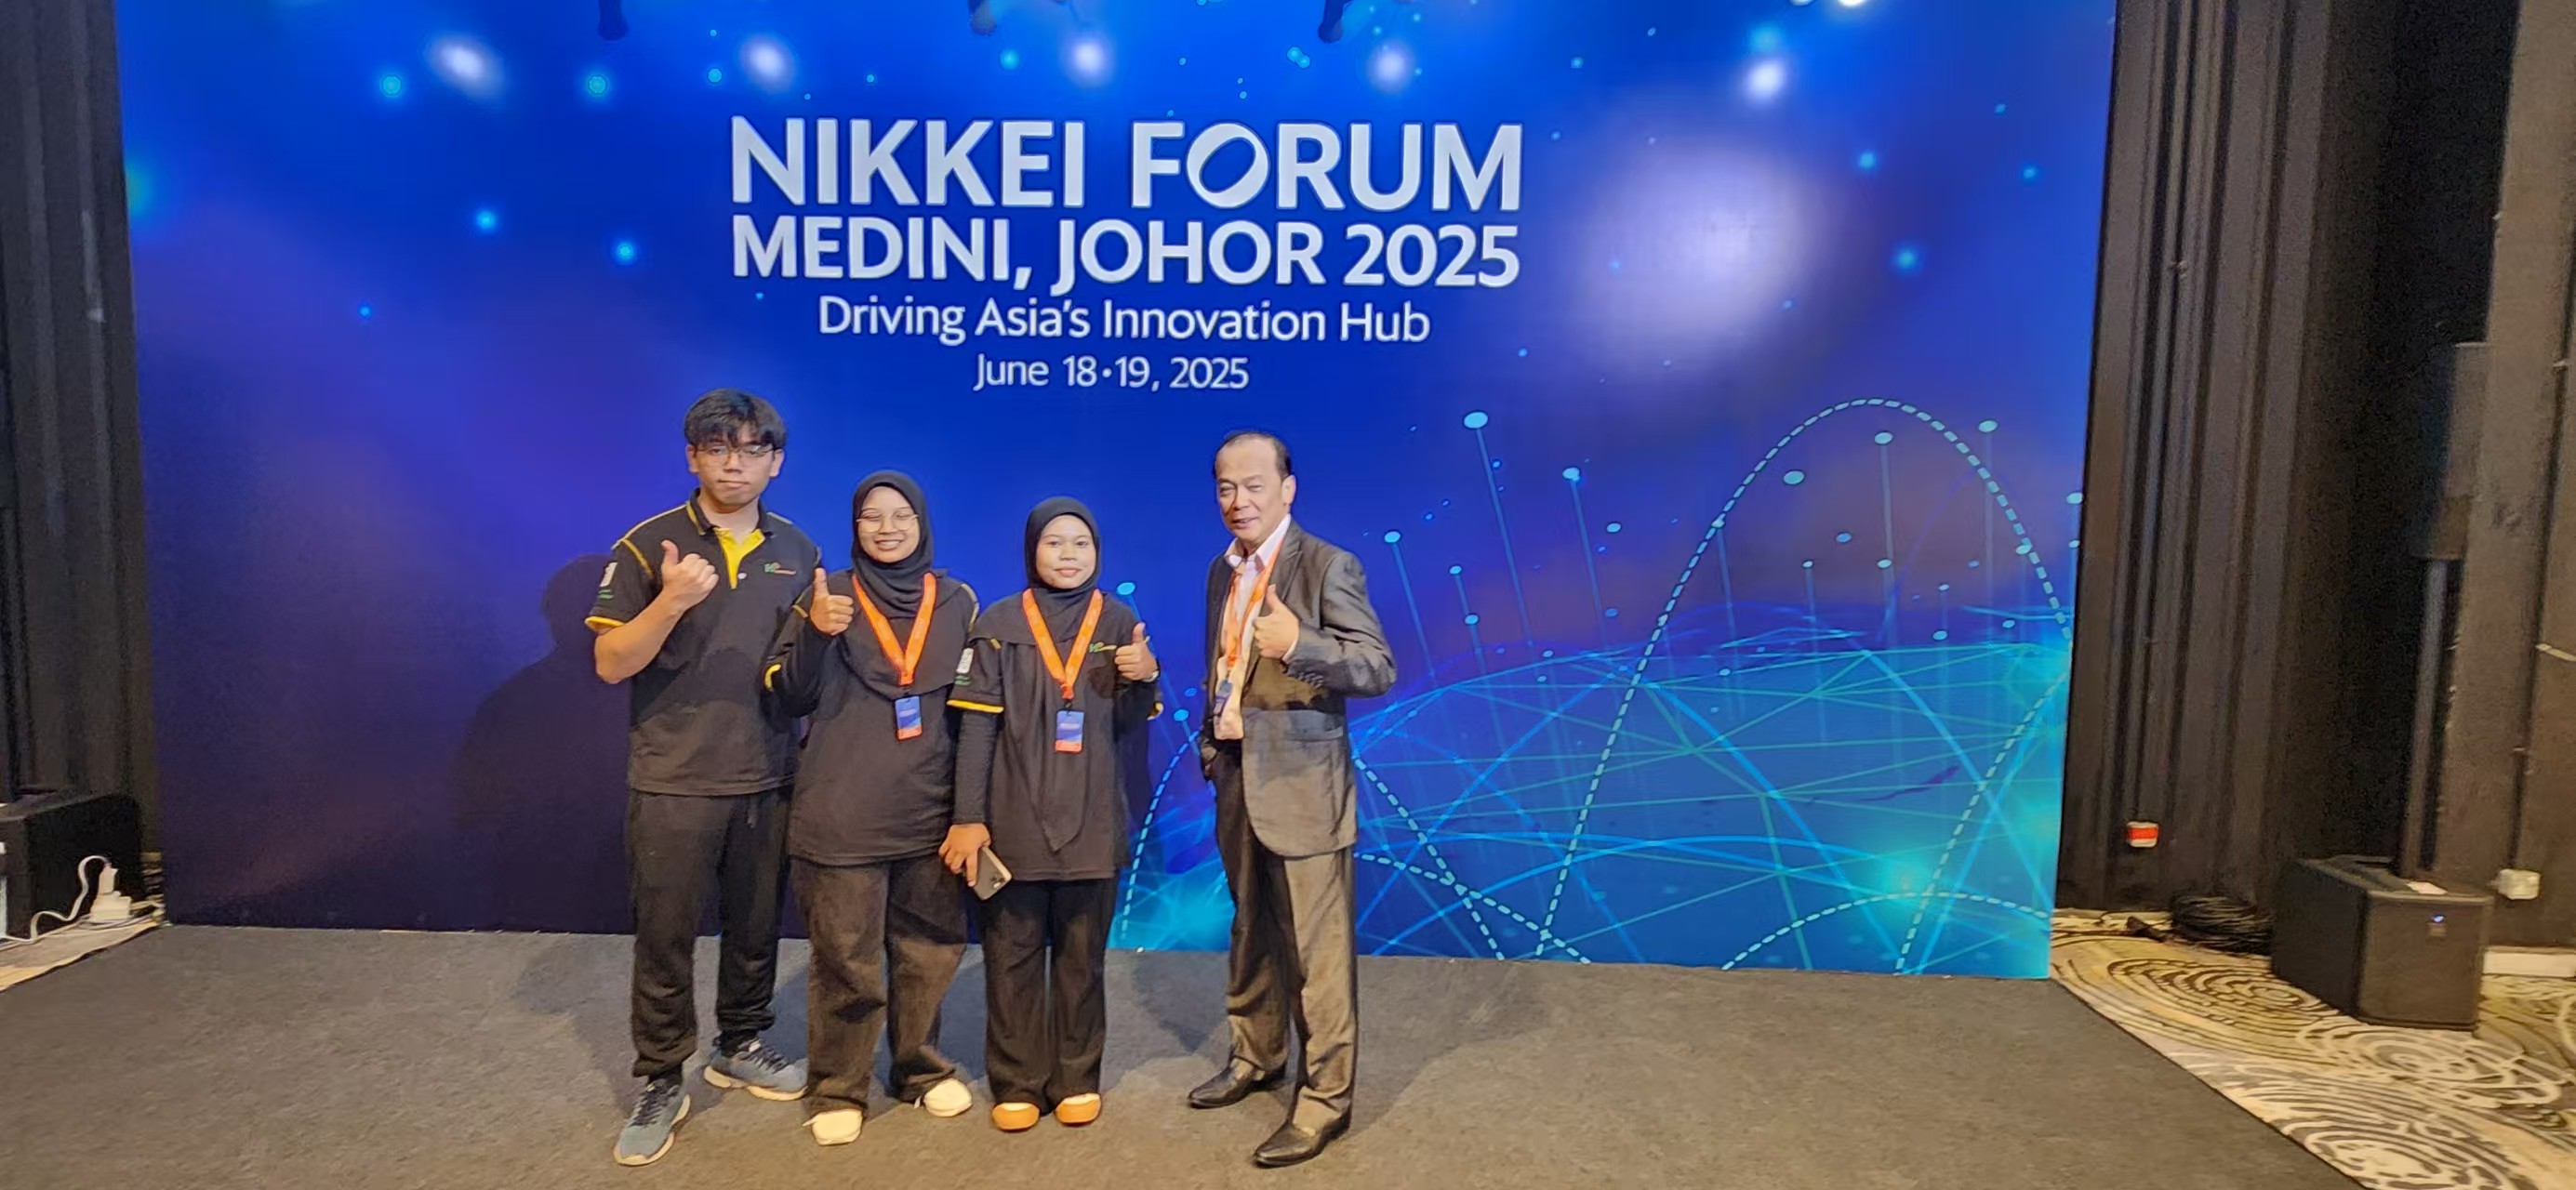 NIKKEI FORUM
MEDINI, JOHOR 2025
Driving Asia's Innovation Hub
June 18•19, 2025